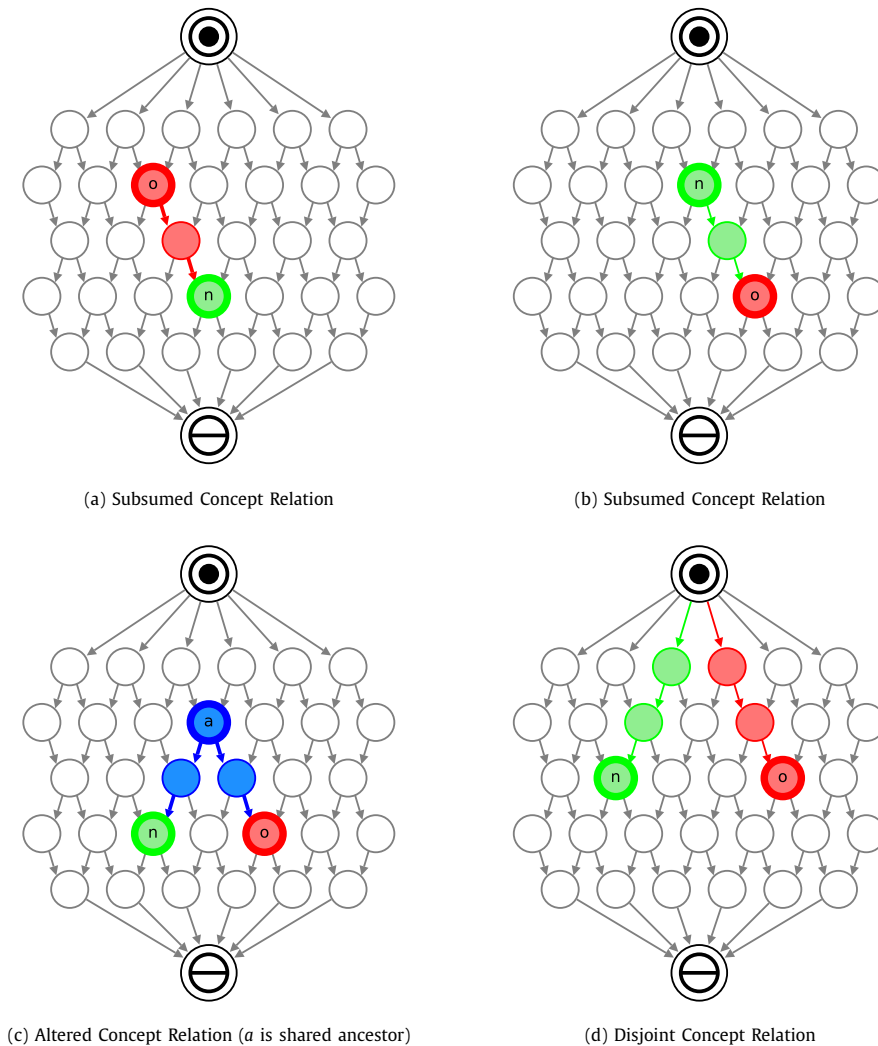 o
n
n
o
(a) Subsumed Concept Relation
(b) Subsumed Concept Relation
a
n
o
n
o
(c) Altered Concept Relation (a is shared ancestor)
(d) Disjoint Concept Relation